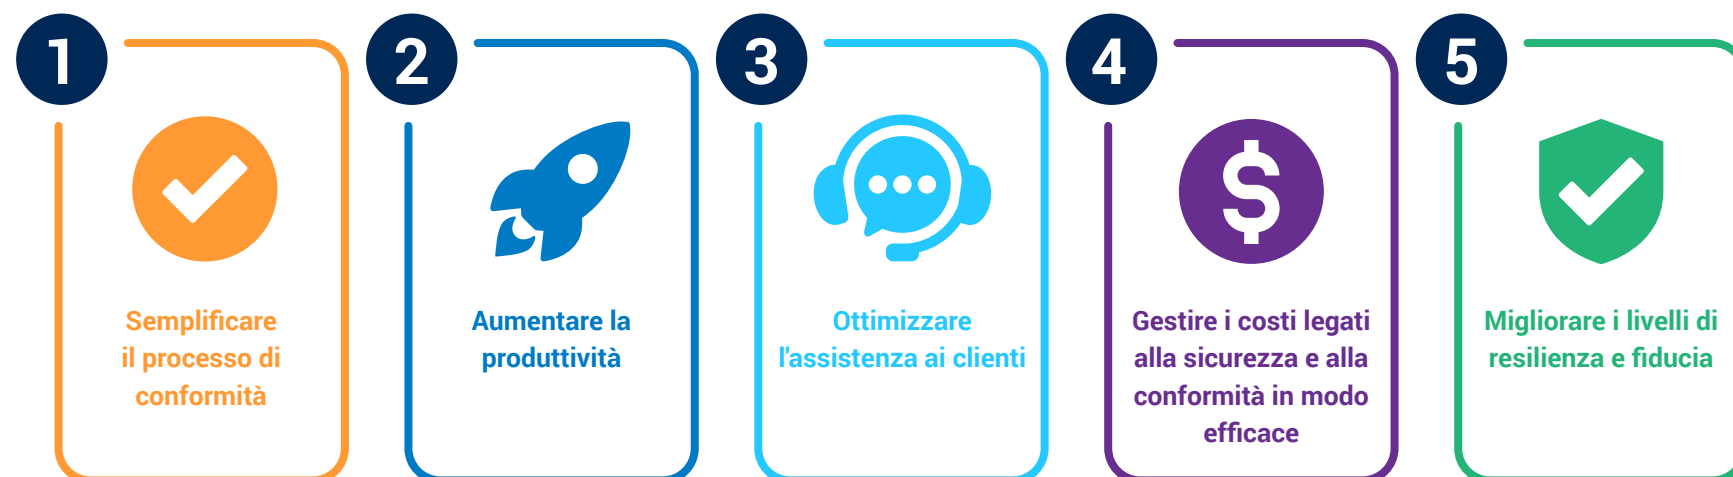 1
Semplificare
il processo di
conformità
2
Aumentare la
produttività
3
Ottimizzare
l'assistenza ai clienti
4
$
Gestire i costi legati
alla sicurezza e alla
conformità in modo
efficace
5
Migliorare i livelli di
resilienza e fiducia